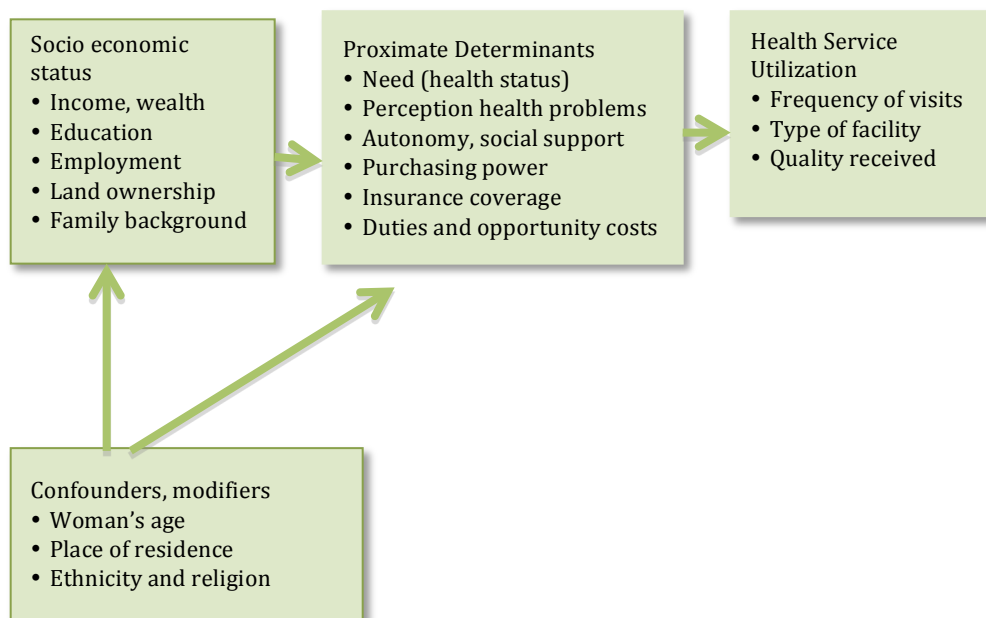 Socio economic
status
• Income, wealth
• Education
• Employment
• Land ownership
• Family background
Proximate Determinants
• Need (health status)
• Perception health problems
• Autonomy, social support
• Purchasing power
• Insurance coverage
• Duties and opportunity costs
Health Service
Utilization
• Frequency of visits
• Type of facility
• Quality received
Confounders, modifiers
• Woman’s age
• Place of residence
• Ethnicity and religion